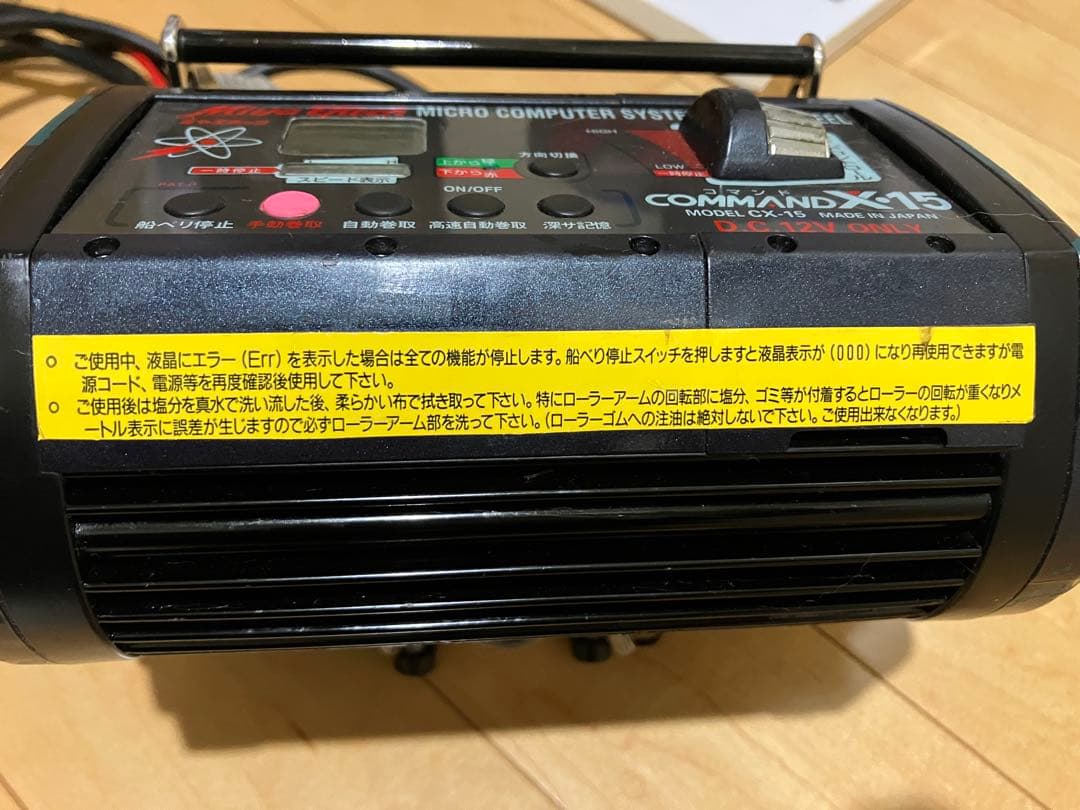 MICRO COMPUTER SYSTE
HIGH
LOW
一時停止
一時停止
スピード表示
上から緑
下から赤
方向切換
ON/OFF
船べり停止
手動巻取
自動巻取
高速自動巻取
深サ記憶
コマンド
COMMAND X-15
MODEL CX-15 MADE IN JAPAN
D.C.12V ONLY
○ ご使用中、液晶にエラー(Err)を表示した場合は全ての機能が停止します。船べり停止スイッチを押しますと液晶表示が(000)になり再使用できますが電
源コード、電源等を再度確認後使用して下さい。
○ ご使用後は塩分を真水で洗い流した後、柔らかい布で拭き取って下さい。特にローラーアームの回転部に塩分、ゴミ等が付着するとローラーの回転が重くなりメ
ートル表示に誤差が生じますので必ずローラーアーム部を洗って下さい。(ローラーゴムへの注油は絶対しないで下さい。ご使用出来なくなります。)